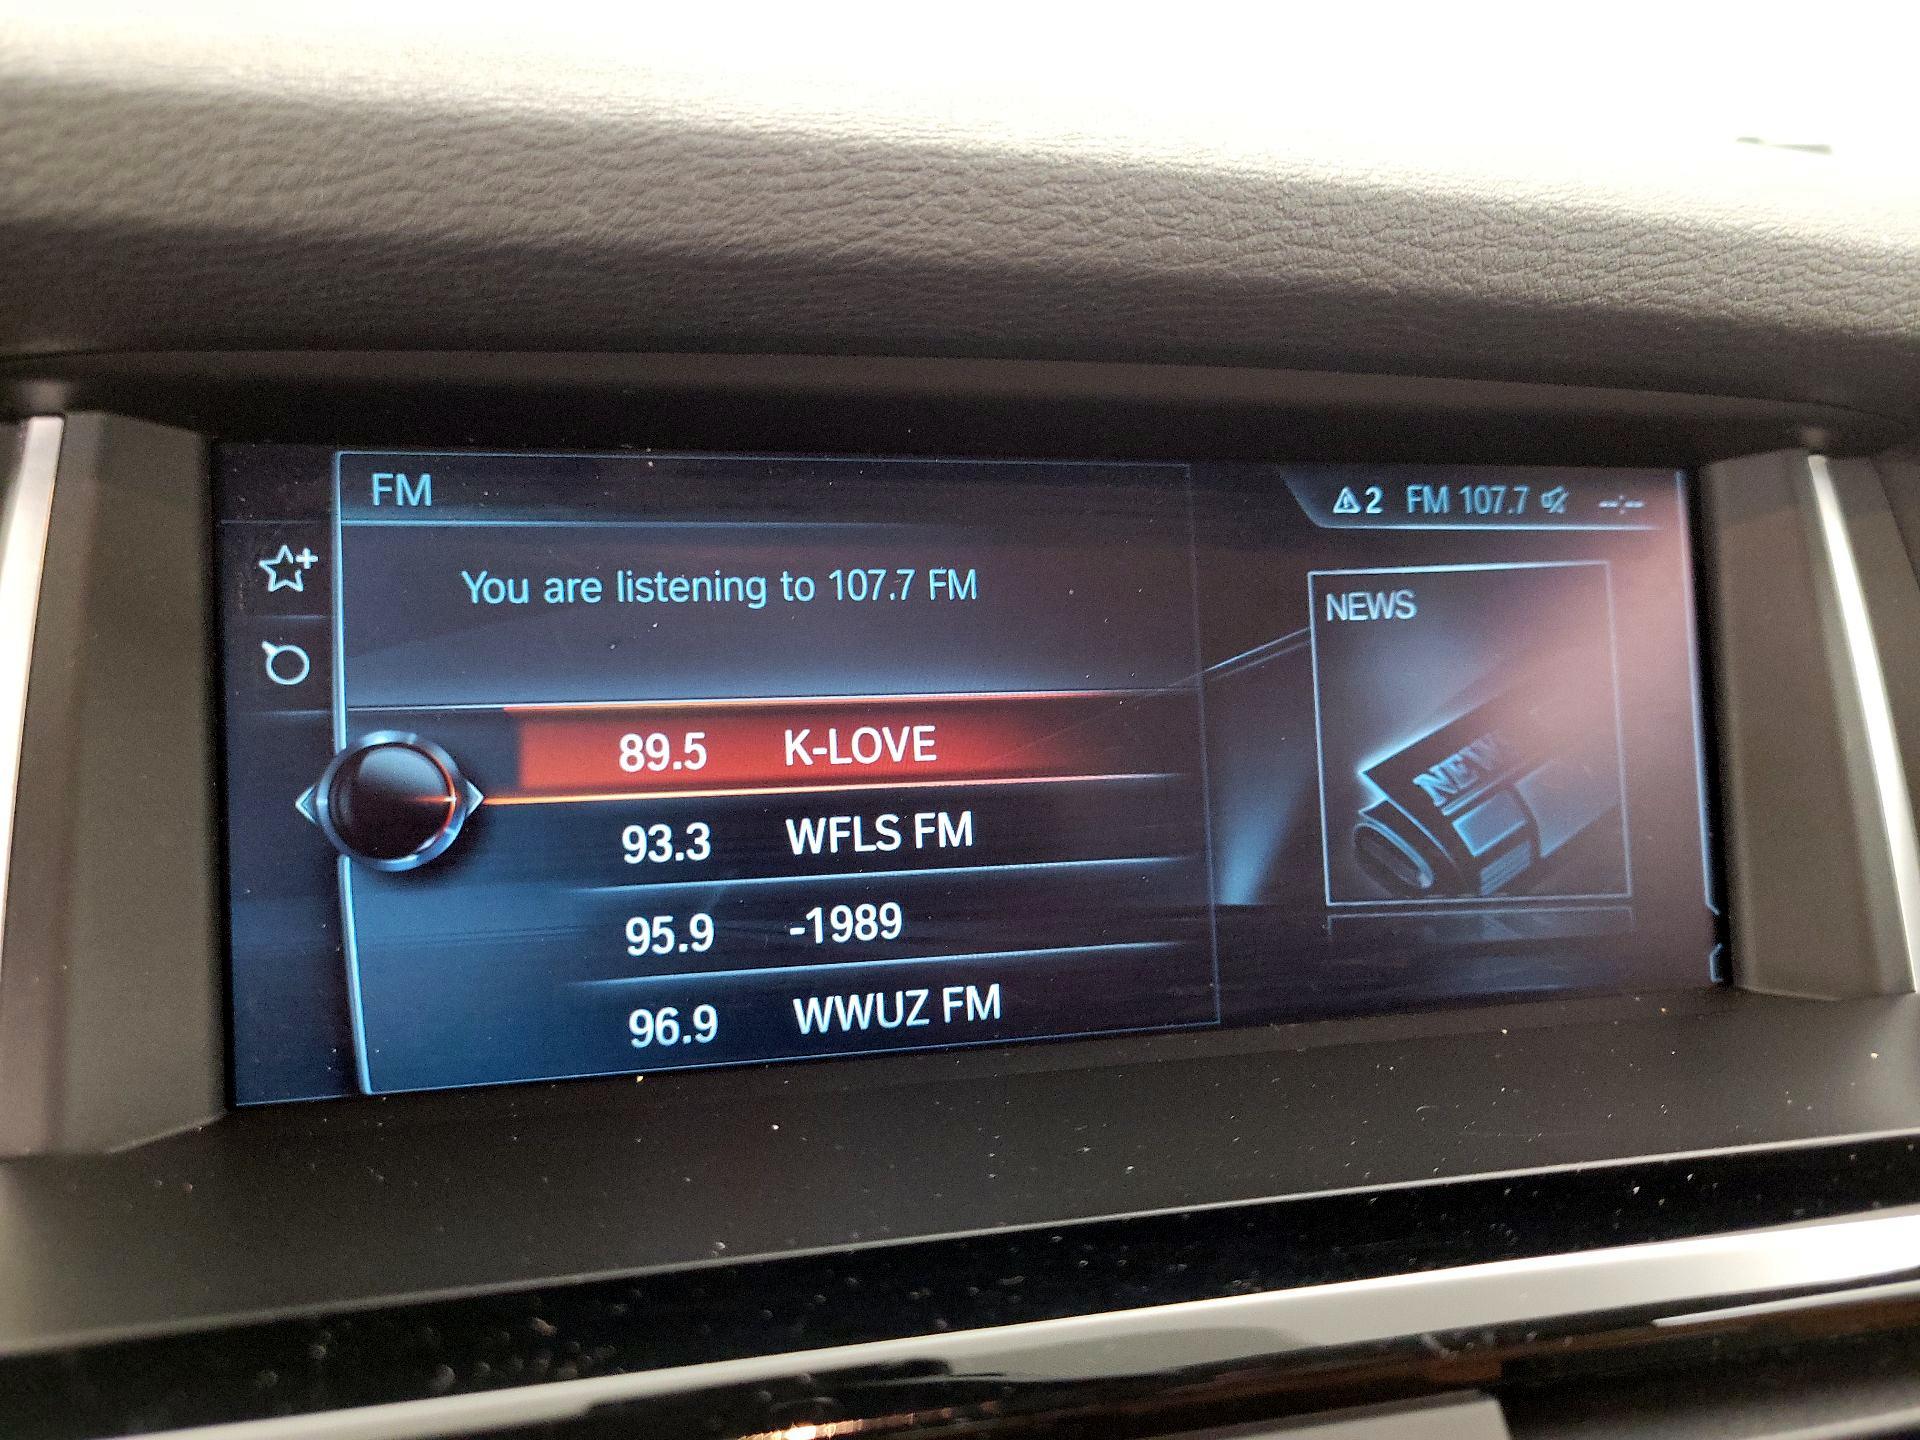 FM
2 FM 107.7 --:--
You are listening to 107.7 FM
NEWS
89.5 K-LOVE
93.3 WFLS FM
95.9 -1989
96.9 WWUZ FM
NEWS